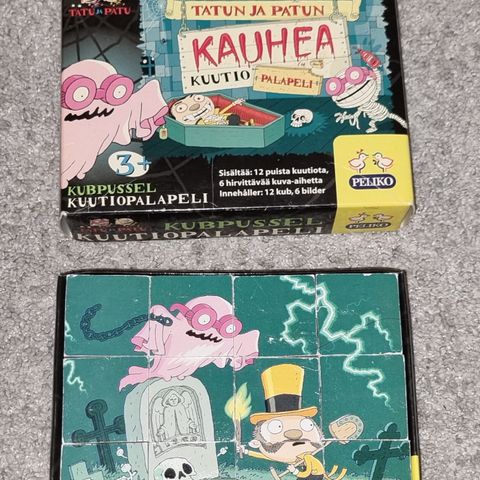 TATU JA PATU
TATUN JA PATUN
KAUHEA
KUUTIO PALAPELI
3+
Sisältää: 12 puista kuutiota,
6 hirvittävää kuva-aihetta
Innehåller: 12 kub, 6 bilder
PELIKO
KUBPUSSEL
KUUTIOPALAPELI
TATU JA PATU
KUBPUSSEL
KUUTIOPALAPELI
PELIKO